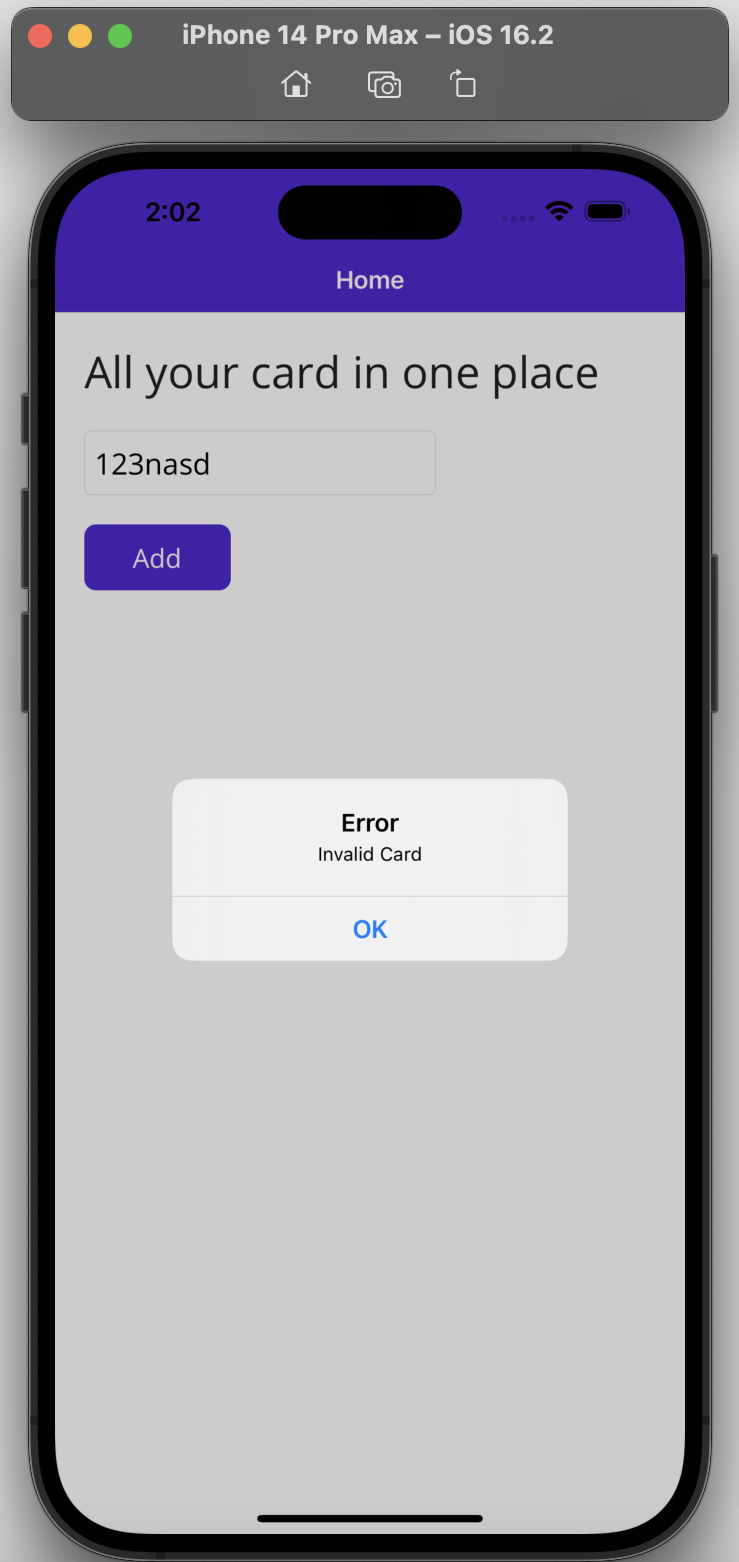 iPhone 14 Pro Max – iOS 16.2
2:02
Home
All your card in one place
123nasd
Add
Error
Invalid Card
OK